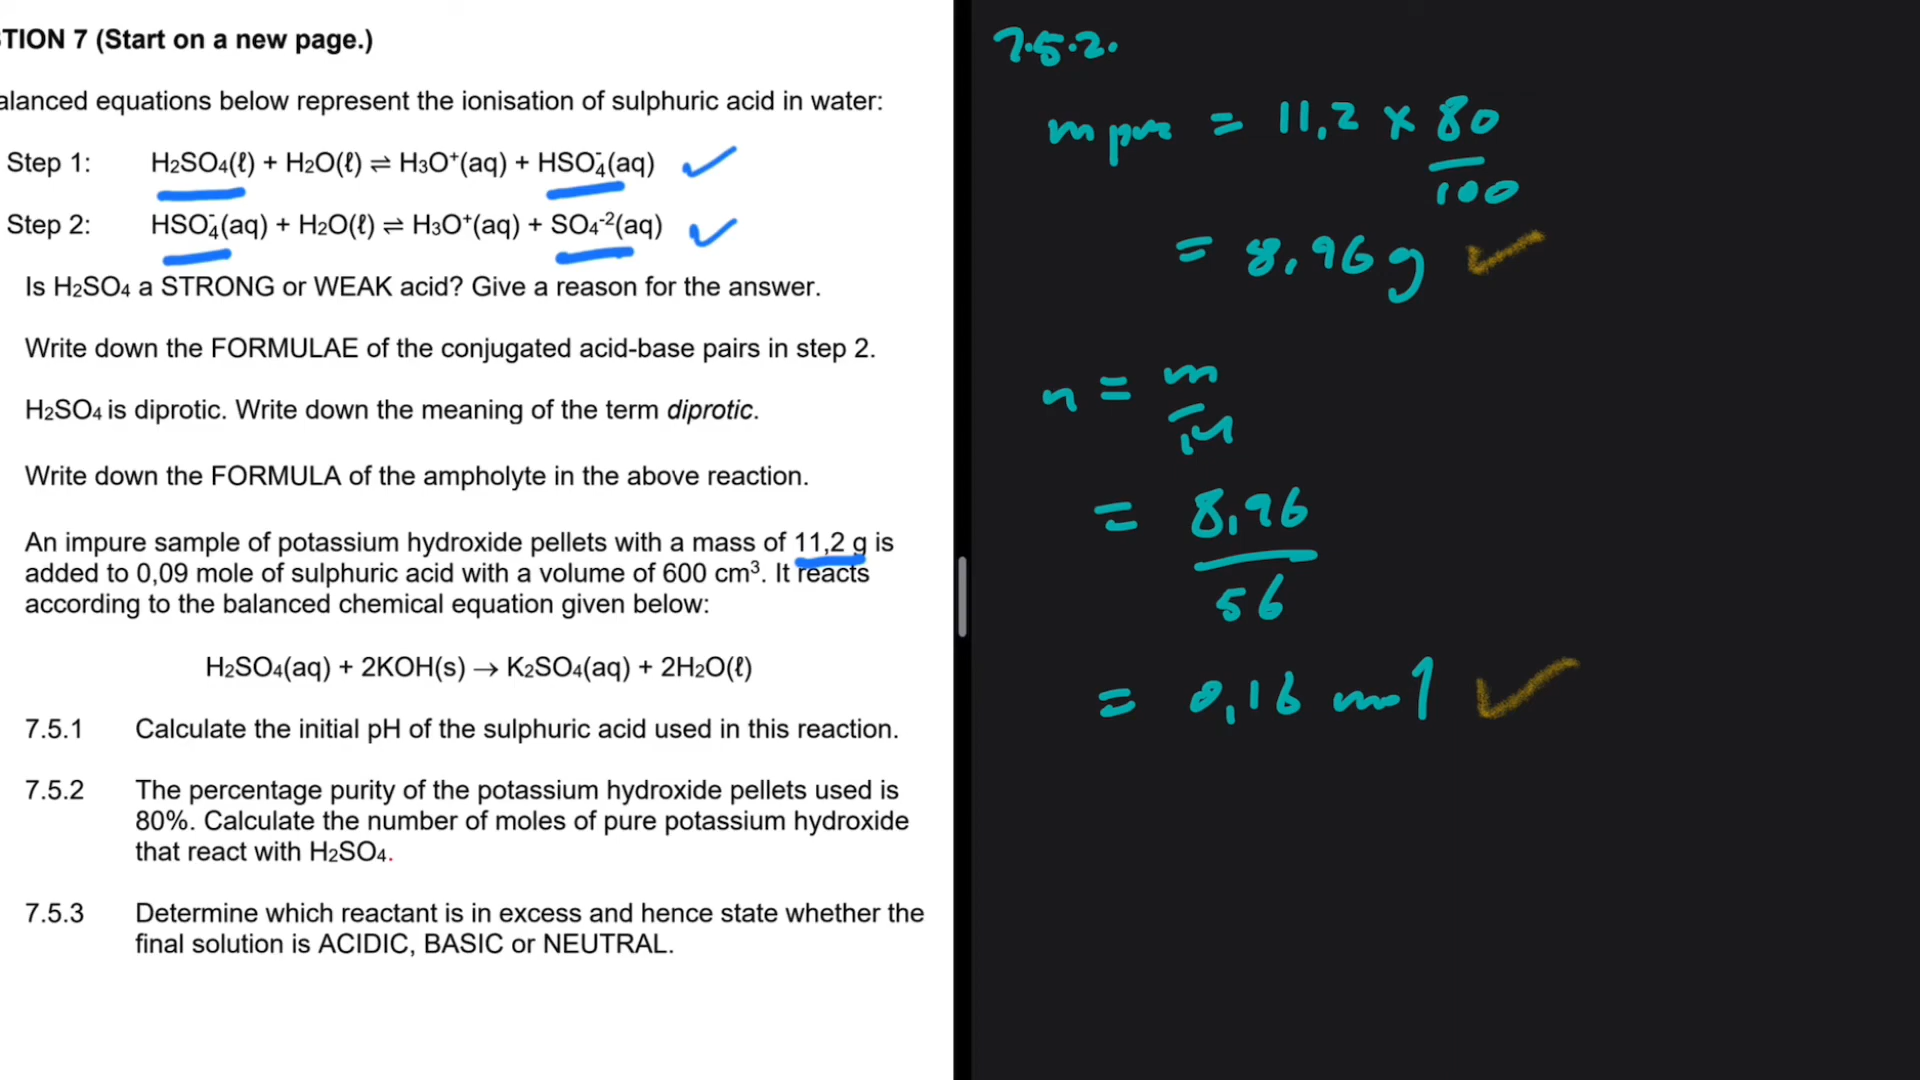 TION 7 (Start on a new page.)
alanced equations below represent the ionisation of sulphuric acid in water:
Step 1: H₂SO₄(ℓ) + H₂O(ℓ) ⇌ H₃O⁺(aq) + HSO₄⁻(aq)
Step 2: HSO₄⁻(aq) + H₂O(ℓ) ⇌ H₃O⁺(aq) + SO₄⁻²(aq)
Is H₂SO₄ a STRONG or WEAK acid? Give a reason for the answer.
Write down the FORMULAE of the conjugated acid-base pairs in step 2.
H₂SO₄ is diprotic. Write down the meaning of the term diprotic.
Write down the FORMULA of the ampholyte in the above reaction.
An impure sample of potassium hydroxide pellets with a mass of 11,2 g is
added to 0,09 mole of sulphuric acid with a volume of 600 cm³. It reacts
according to the balanced chemical equation given below:
H₂SO₄(aq) + 2KOH(s) → K₂SO₄(aq) + 2H₂O(ℓ)
7.5.1 Calculate the initial pH of the sulphuric acid used in this reaction.
7.5.2 The percentage purity of the potassium hydroxide pellets used is
80%. Calculate the number of moles of pure potassium hydroxide
that react with H₂SO₄.
7.5.3 Determine which reactant is in excess and hence state whether the
final solution is ACIDIC, BASIC or NEUTRAL.
7.5.2.
m pure = 11,2 × 80
100
= 8,96 g
n = m
M
= 8,96
56
= 0,16 mol